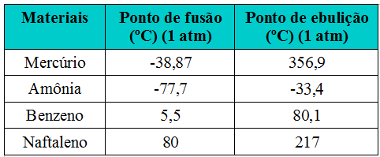 Materiais Ponto de fusão Ponto de ebulição
(ºC) (1 atm) (ºC) (1 atm)
Mercúrio -38,87 356,9
Amônia -77,7 -33,4
Benzeno 5,5 80,1
Naftaleno 80 217